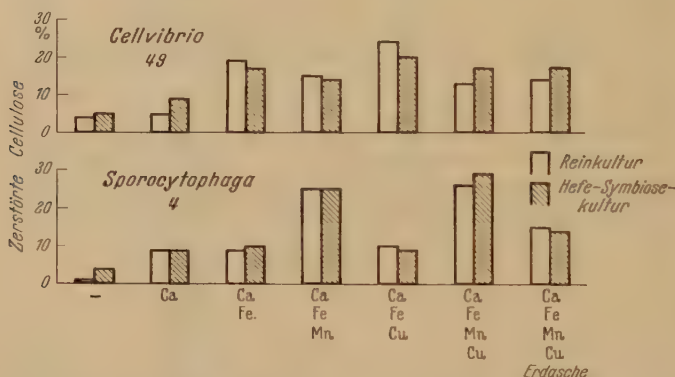 30
%
20
10
0
Cellvibrio
49
Zerstörte Cellulose
30
20
10
0
Sporocytophaga
4
Reinkultur
Hefe-Symbiose-
kultur
– Ca Ca Ca Ca Ca Ca
Fe. Fe Fe Fe Fe
Mn Cu Mn Mn
Cu Cu
Erdasche